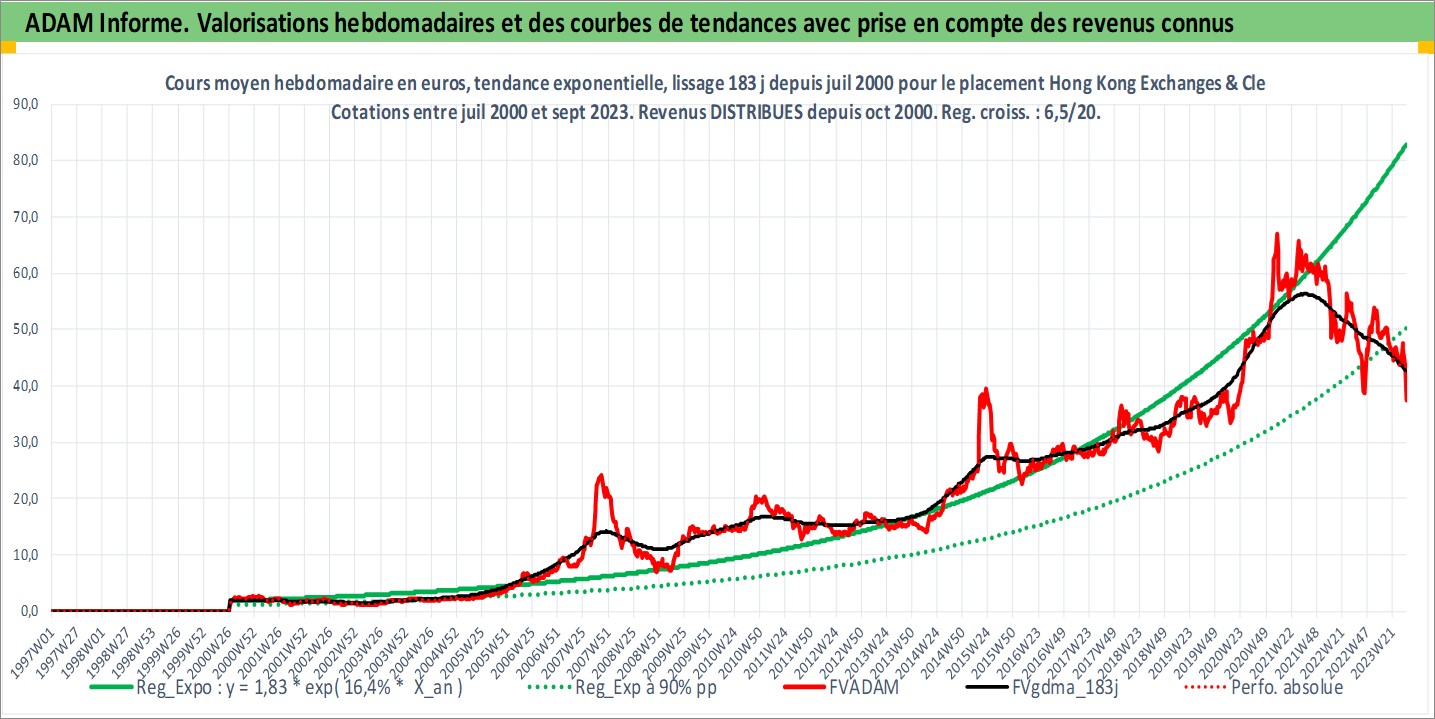 ADAM Informe. Valorisations hebdomadaires et des courbes de tendances avec prise en compte des revenus connus
Cours moyen hebdomadaire en euros, tendance exponentielle, lissage 183 j depuis juil 2000 pour le placement Hong Kong Exchanges & Cle
Cotations entre juil 2000 et sept 2023. Revenus DISTRIBUES depuis oct 2000. Reg. croiss. : 6,5/20.
90,0
80,0
70,0
60,0
50,0
40,0
30,0
20,0
10,0
0,0
1997W01
1997W27
1998W01
1998W27
1998W53
1999W26
1999W52
2000W26
2000W52
2001W26
2001W52
2002W26
2002W52
2003W26
2003W52
2004W26
2004W52
2005W25
2005W51
2006W25
2006W51
2007W25
2007W51
2008W25
2008W51
2009W25
2009W51
2010W24
2010W50
2011W24
2011W50
2012W24
2012W50
2013W24
2013W50
2014W24
2014W50
2015W24
2015W50
2016W23
2016W49
2017W23
2017W49
2018W23
2018W49
2019W23
2019W49
2020W23
2020W49
2021W22
2021W48
2022W21
2022W47
2023W21
Reg_Expo : y = 1,83 * exp( 16,4% * X_an )
Reg_Exp à 90% pp
FVADAM
FVgdma_183j
Perfo. absolue